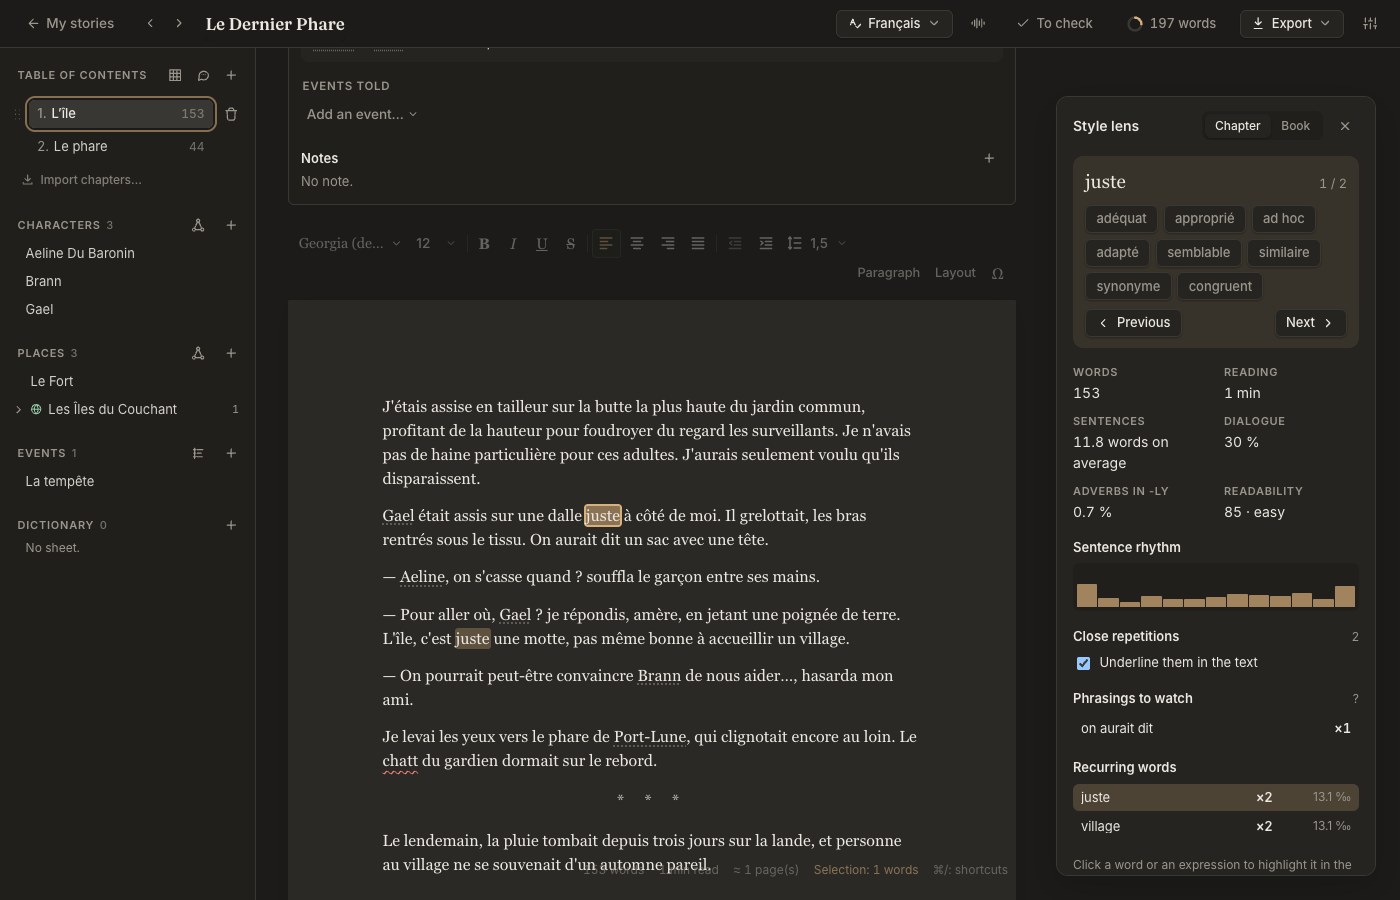 My stories
Le Dernier Phare
Français
To check
197 words
Export
TABLE OF CONTENTS
1. L'île 153
2. Le phare 44
Import chapters...
CHARACTERS 3
Aeline Du Baronin
Brann
Gael
PLACES 3
Le Fort
Les Îles du Couchant 1
EVENTS 1
La tempête
DICTIONARY 0
No sheet.
EVENTS TOLD
Add an event...
Notes
No note.
Georgia (de... 12 B I U S 1,5
Paragraph Layout Ω
J'étais assise en tailleur sur la butte la plus haute du jardin commun,
profitant de la hauteur pour foudroyer du regard les surveillants. Je n'avais
pas de haine particulière pour ces adultes. J'aurais seulement voulu qu'ils
disparaissent.
Gael était assis sur une dalle juste à côté de moi. Il grelottait, les bras
rentrés sous le tissu. On aurait dit un sac avec une tête.
— Aeline, on s'casse quand ? souffla le garçon entre ses mains.
— Pour aller où, Gael ? je répondis, amère, en jetant une poignée de terre.
L'île, c'est juste une motte, pas même bonne à accueillir un village.
— On pourrait peut-être convaincre Brann de nous aider..., hasarda mon
ami.
Je levai les yeux vers le phare de Port-Lune, qui clignotait encore au loin. Le
chatt du gardien dormait sur le rebord.
* * *
Le lendemain, la pluie tombait depuis trois jours sur la lande, et personne
au village ne se souvenait d'un automne pareil.
153 words 1 min read ≈ 1 page(s) Selection: 1 words ⌘/: shortcuts
Style lens
Chapter Book
juste 1 / 2
adéquat approprié ad hoc
adapté semblable similaire
synonyme congruent
Previous Next
WORDS READING
153 1 min
SENTENCES DIALOGUE
11.8 words on 30 %
average
ADVERBS IN -LY READABILITY
0.7 % 85 · easy
Sentence rhythm
Close repetitions 2
Underline them in the text
Phrasings to watch ?
on aurait dit ×1
Recurring words
juste ×2 13.1 ‰
village ×2 13.1 ‰
Click a word or an expression to highlight it in the